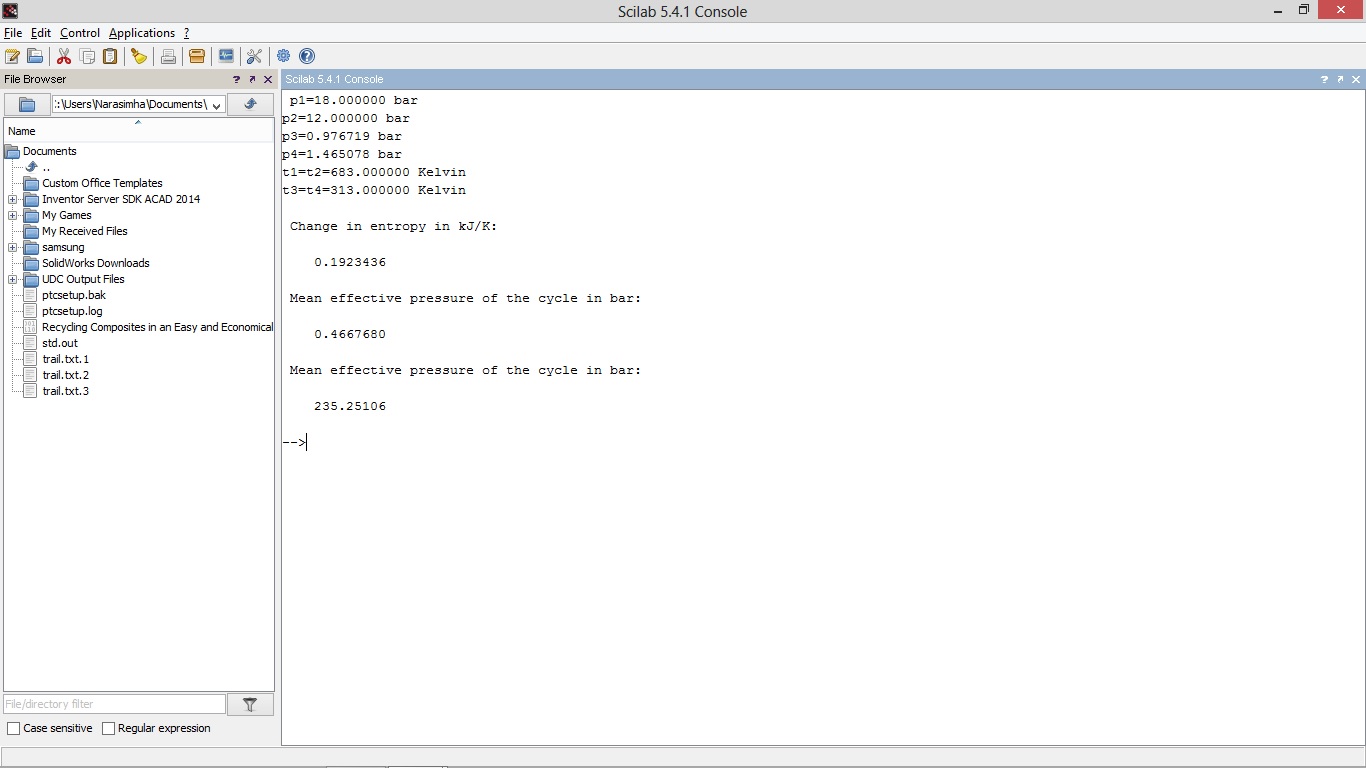 Scilab 5.4.1 Console
File Edit Control Applications ?
File Browser ? ↗ ✕
:\Users\Narasimha\Documents\
Name
Documents
..
Custom Office Templates
Inventor Server SDK ACAD 2014
My Games
My Received Files
samsung
SolidWorks Downloads
UDC Output Files
ptcsetup.bak
ptcsetup.log
Recycling Composites in an Easy and Economical
std.out
trail.txt.1
trail.txt.2
trail.txt.3
File/directory filter
Case sensitive Regular expression
Scilab 5.4.1 Console ? ↗ ✕
p1=18.000000 bar
p2=12.000000 bar
p3=0.976719 bar
p4=1.465078 bar
t1=t2=683.000000 Kelvin
t3=t4=313.000000 Kelvin
Change in entropy in kJ/K:
0.1923436
Mean effective pressure of the cycle in bar:
0.4667680
Mean effective pressure of the cycle in bar:
235.25106
-->